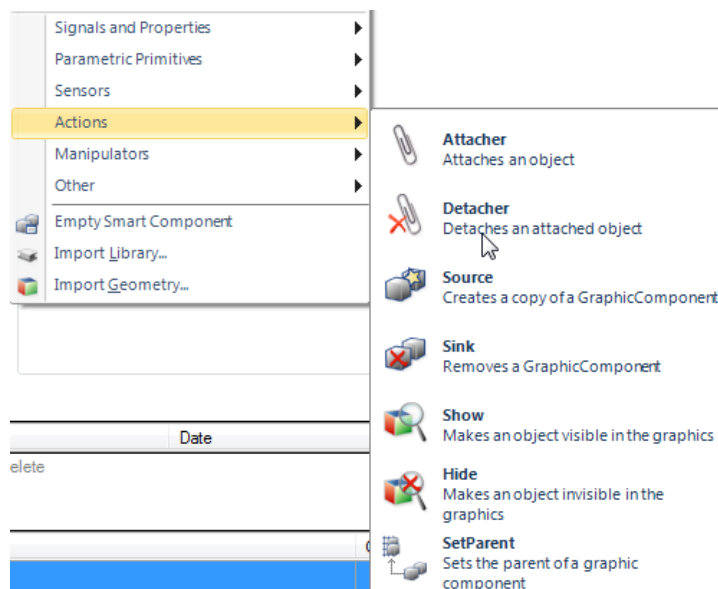 Signals and Properties
Parametric Primitives
Sensors
Actions
Manipulators
Other
Empty Smart Component
Import Library...
Import Geometry...
Attacher
Attaches an object
Detacher
Detaches an attached object
Source
Creates a copy of a GraphicComponent
Sink
Removes a GraphicComponent
Show
Makes an object visible in the graphics
Hide
Makes an object invisible in the
graphics
SetParent
Sets the parent of a graphic
component
Date
elete